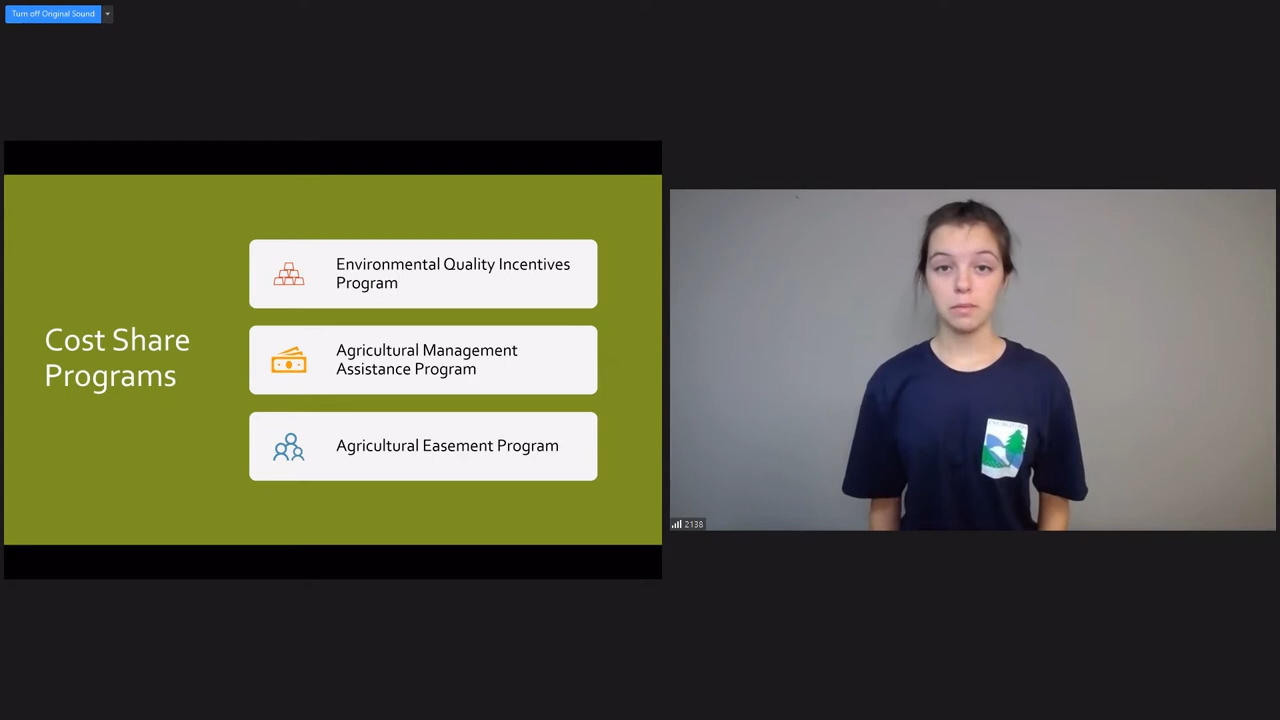 Turn off Original Sound
Cost Share
Programs
Environmental Quality Incentives
Program
Agricultural Management
Assistance Program
Agricultural Easement Program
2138